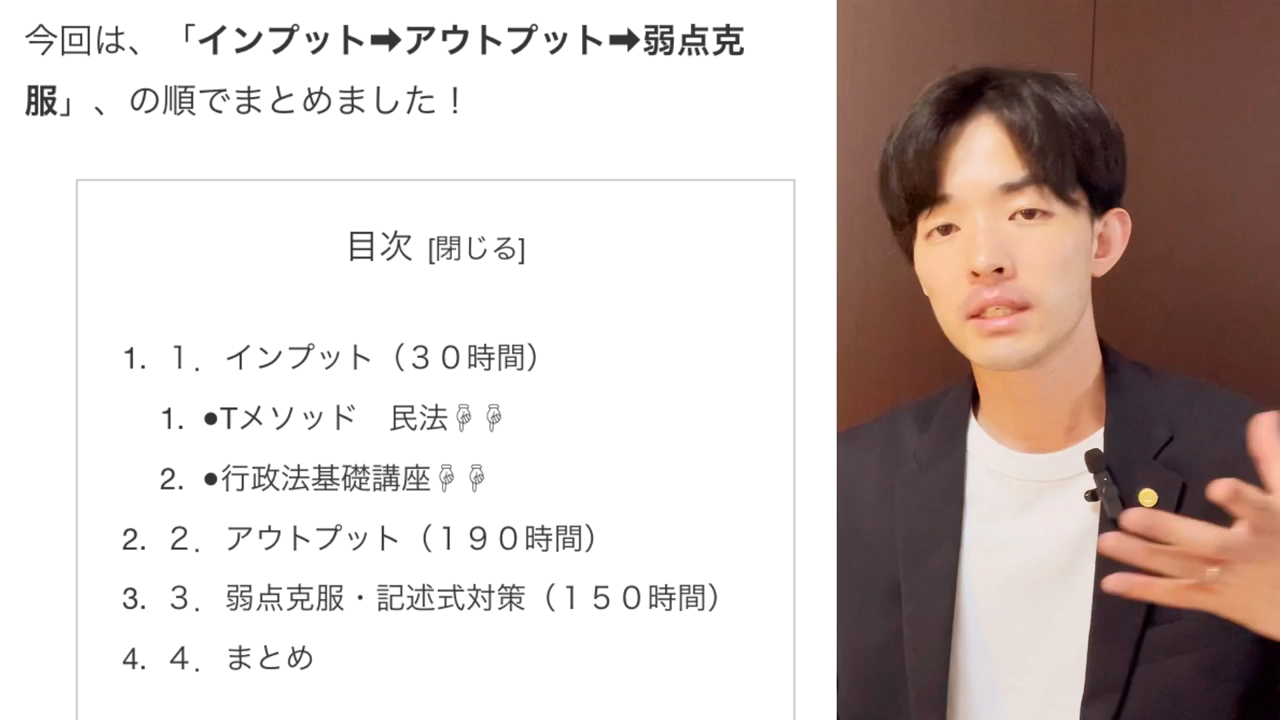 今回は、「インプット➡アウトプット➡弱点克
服」、の順でまとめました！
目次 [閉じる]
1. １．インプット（３０時間）
1. ●Tメソッド　民法☟☟
2. ●行政法基礎講座☟☟
2. ２．アウトプット（１９０時間）
3. ３．弱点克服・記述式対策（１５０時間）
4. ４．まとめ